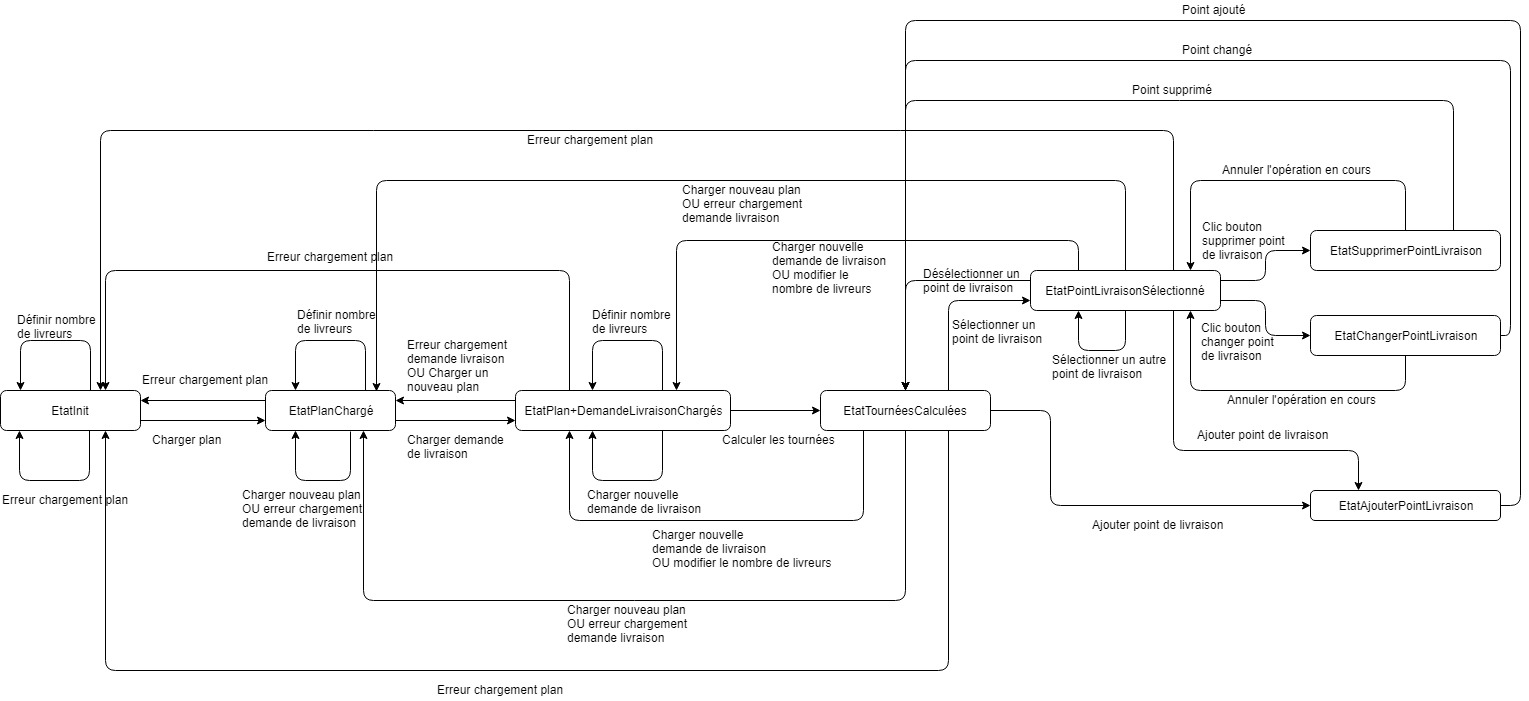 Point ajouté
Point changé
Point supprimé
Erreur chargement plan
Annuler l'opération en cours
Charger nouveau plan
OU erreur chargement
demande livraison
Clic bouton
supprimer point
de livraison
EtatSupprimerPointLivraison
Charger nouvelle
demande de livraison
OU modifier le
nombre de livreurs
Erreur chargement plan
Désélectionner un
point de livraison
EtatPointLivraisonSélectionné
Définir nombre
de livreurs
Définir nombre
de livreurs
Définir nombre
de livreurs
Sélectionner un
point de livraison
Clic bouton
changer point
de livraison
EtatChangerPointLivraison
Erreur chargement
demande livraison
OU Charger un
nouveau plan
Sélectionner un autre
point de livraison
Erreur chargement plan
Annuler l'opération en cours
EtatInit
EtatPlanChargé
EtatPlan+DemandeLivraisonChargés
EtatTournéesCalculées
Charger plan
Charger demande
de livraison
Calculer les tournées
Ajouter point de livraison
Erreur chargement plan
Charger nouveau plan
OU erreur chargement
demande de livraison
Charger nouvelle
demande de livraison
EtatAjouterPointLivraison
Ajouter point de livraison
Charger nouvelle
demande de livraison
OU modifier le nombre de livreurs
Charger nouveau plan
OU erreur chargement
demande livraison
Erreur chargement plan